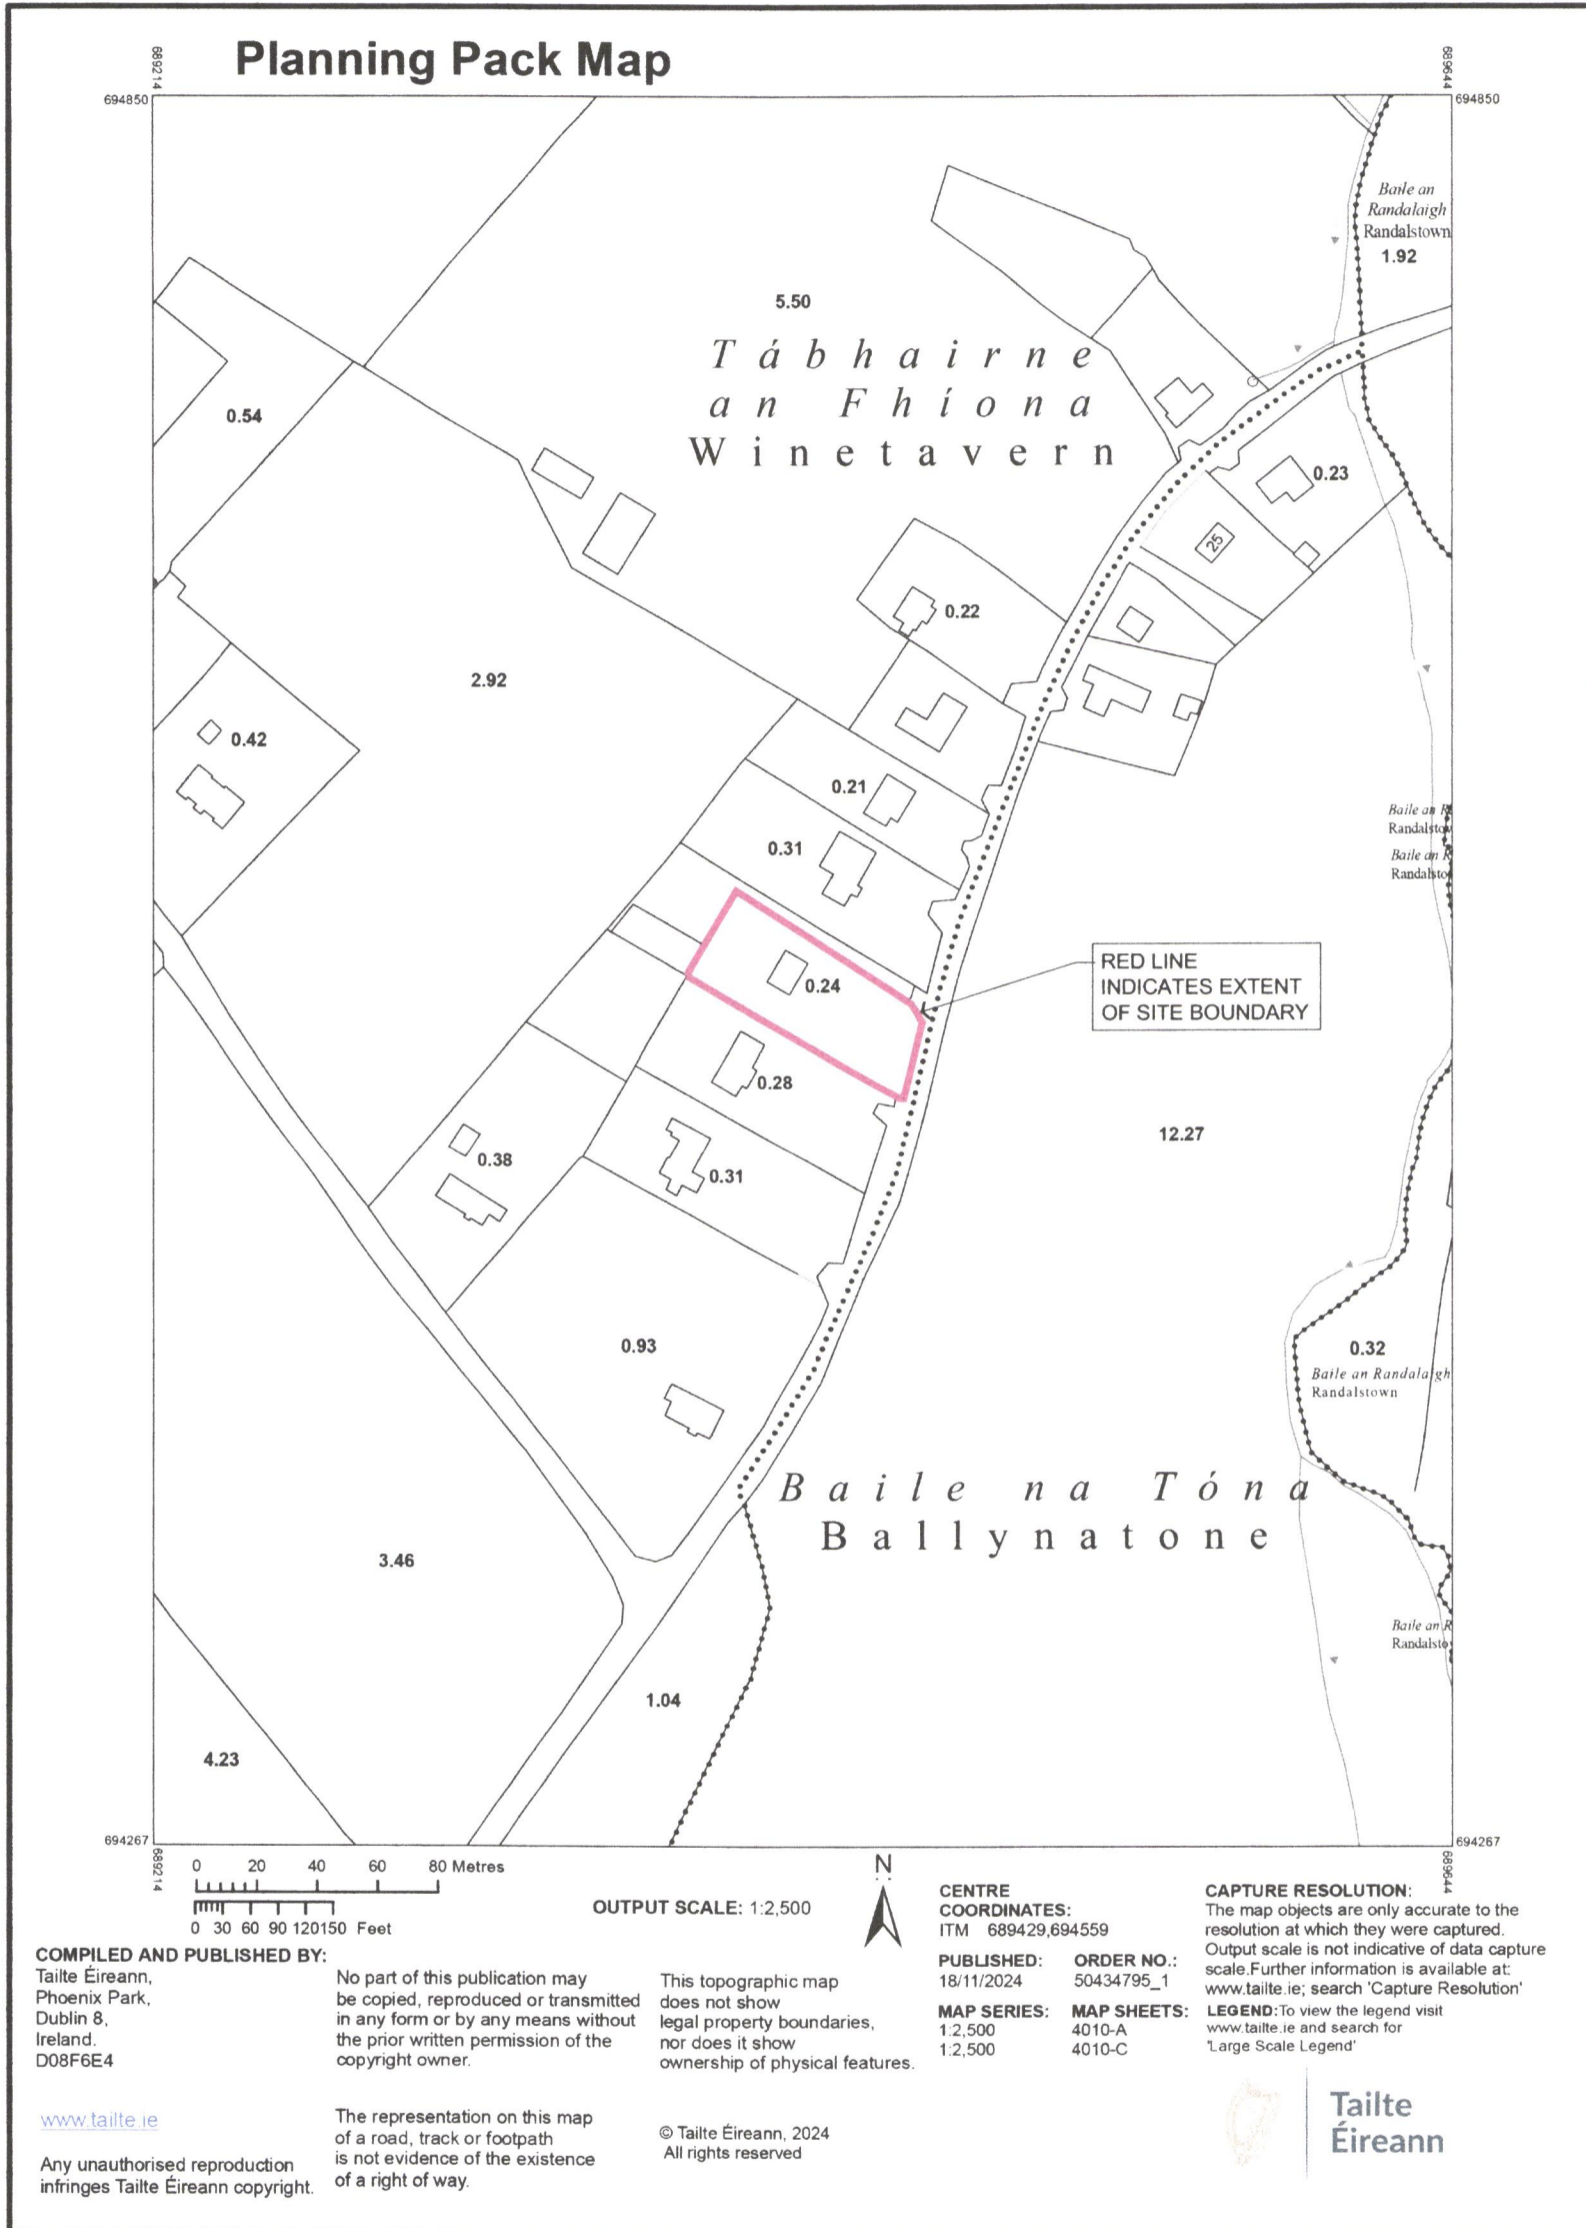 Planning Pack Map
689214
689644
694850
694850
Baile an
Randalaigh
Randalstown
1.92
5.50
Tábhairne
an Fhíona
Winetavern
0.54
0.23
25
0.22
2.92
0.42
0.21
Baile an R
Randalstow
0.31
Baile an R
Randalsto
RED LINE
INDICATES EXTENT
OF SITE BOUNDARY
0.24
0.28
12.27
0.38
0.31
0.93
0.32
Baile an Randalaigh
Randalstown
Baile na Tóna
Ballynatone
3.46
Baile an R
Randalsto
1.04
4.23
694267
694267
689214
689644
0 20 40 60 80 Metres
0 30 60 90 120150 Feet
OUTPUT SCALE: 1:2,500
N
CENTRE
COORDINATES:
ITM 689429,694559
PUBLISHED: ORDER NO.:
18/11/2024 50434795_1
MAP SERIES: MAP SHEETS:
1:2,500 4010-A
1:2,500 4010-C
CAPTURE RESOLUTION:
The map objects are only accurate to the
resolution at which they were captured.
Output scale is not indicative of data capture
scale.Further information is available at:
www.tailte.ie; search 'Capture Resolution'
LEGEND:To view the legend visit
www.tailte.ie and search for
'Large Scale Legend'
COMPILED AND PUBLISHED BY:
Tailte Éireann,
Phoenix Park,
Dublin 8,
Ireland.
D08F6E4
www.tailte.ie
Any unauthorised reproduction
infringes Tailte Éireann copyright.
No part of this publication may
be copied, reproduced or transmitted
in any form or by any means without
the prior written permission of the
copyright owner.
The representation on this map
of a road, track or footpath
is not evidence of the existence
of a right of way.
This topographic map
does not show
legal property boundaries,
nor does it show
ownership of physical features.
© Tailte Éireann, 2024
All rights reserved
Tailte
Éireann